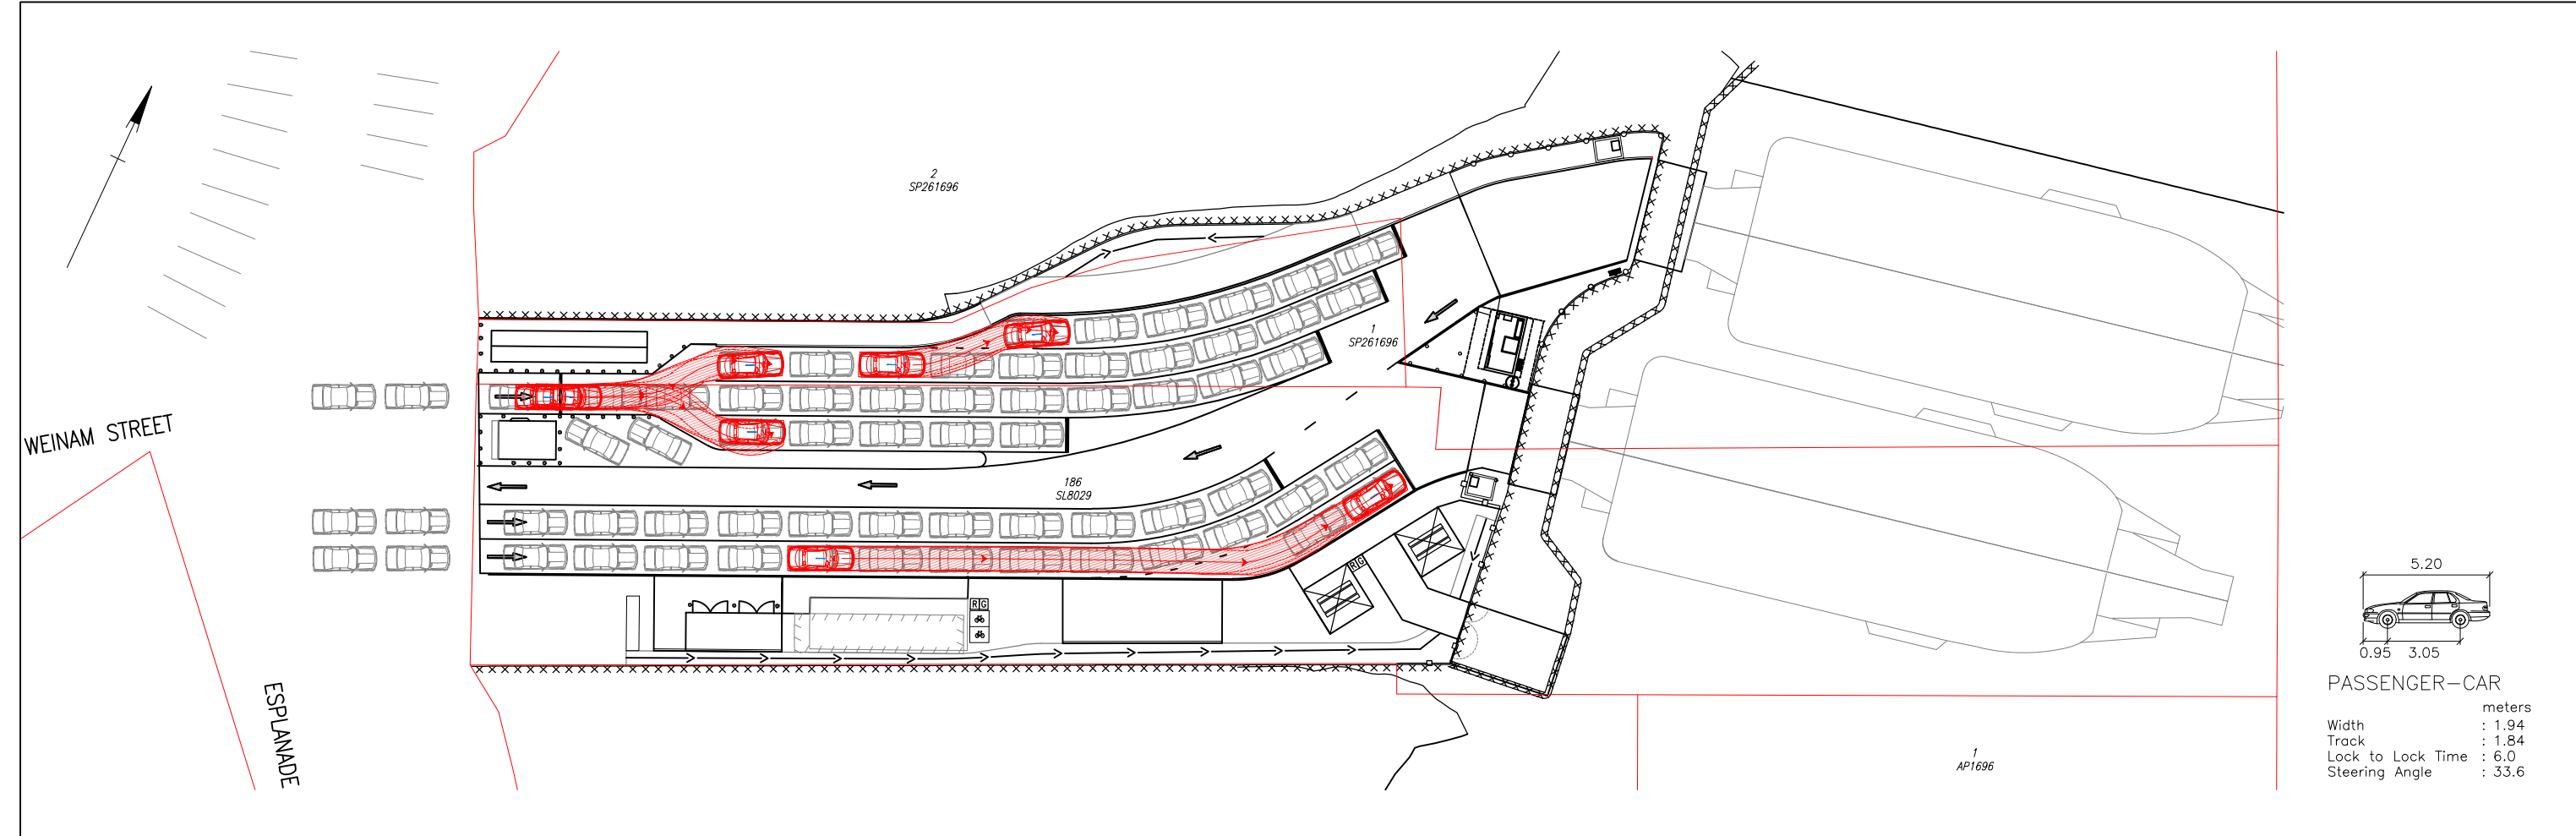 2
SP261696
1
SP261696
WEINAM STREET
186
SL8029
R G
R G
ESPLANADE
1
AP1696
5.20
0.95 3.05
PASSENGER-CAR
meters
Width : 1.94
Track : 1.84
Lock to Lock Time : 6.0
Steering Angle : 33.6